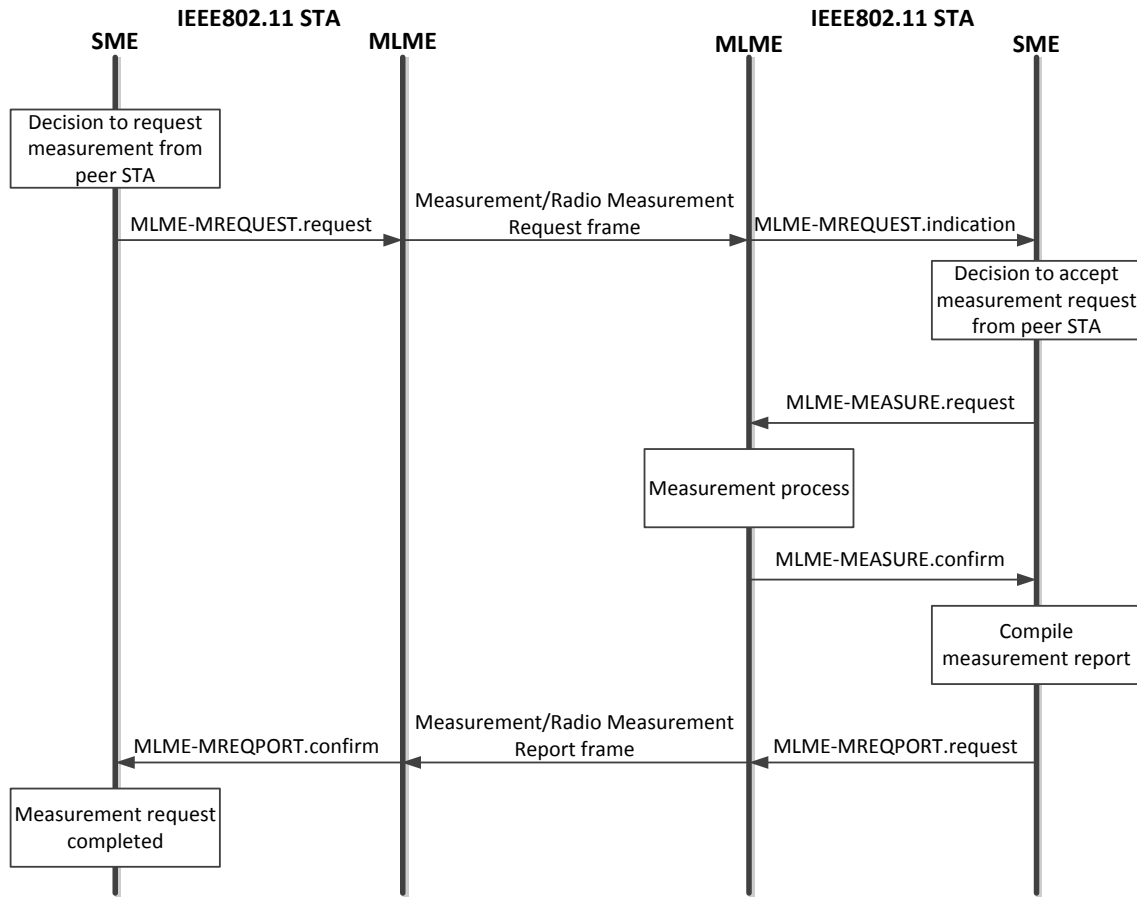 IEEE802.11 STA
IEEE802.11 STA
SME
MLME
MLME
SME
Decision to request
measurement from
peer STA
MLME-MREQUEST.request
Measurement/Radio Measurement
Request frame
MLME-MREQUEST.indication
Decision to accept
measurement request
from peer STA
MLME-MEASURE.request
Measurement process
MLME-MEASURE.confirm
Compile
measurement report
MLME-MREQPORT.confirm
Measurement/Radio Measurement
Report frame
MLME-MREQPORT.request
Measurement request
completed